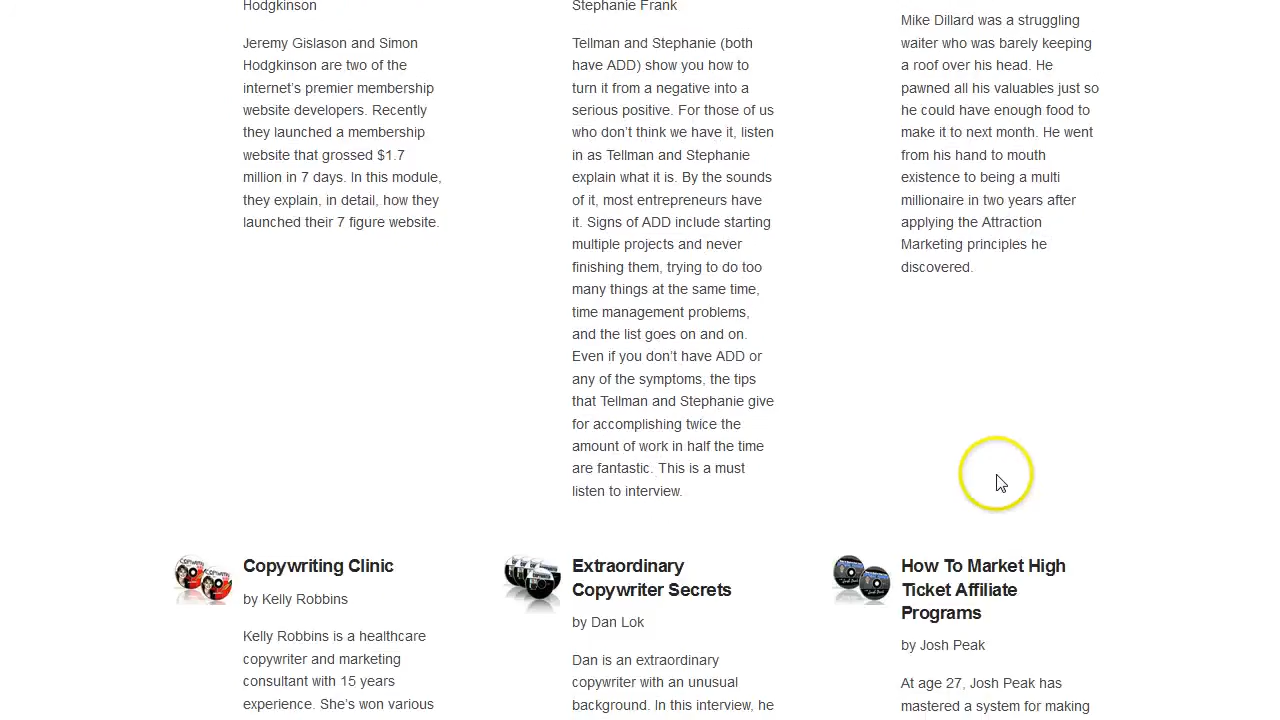 Hodgkinson
Jeremy Gislason and Simon
Hodgkinson are two of the
internet's premier membership
website developers. Recently
they launched a membership
website that grossed $1.7
million in 7 days. In this module,
they explain, in detail, how they
launched their 7 figure website.
Stephanie Frank
Tellman and Stephanie (both
have ADD) show you how to
turn it from a negative into a
serious positive. For those of us
who don't think we have it, listen
in as Tellman and Stephanie
explain what it is. By the sounds
of it, most entrepreneurs have
it. Signs of ADD include starting
multiple projects and never
finishing them, trying to do too
many things at the same time,
time management problems,
and the list goes on and on.
Even if you don't have ADD or
any of the symptoms, the tips
that Tellman and Stephanie give
for accomplishing twice the
amount of work in half the time
are fantastic. This is a must
listen to interview.
Mike Dillard was a struggling
waiter who was barely keeping
a roof over his head. He
pawned all his valuables just so
he could have enough food to
make it to next month. He went
from his hand to mouth
existence to being a multi
millionaire in two years after
applying the Attraction
Marketing principles he
discovered.
Copywriting Clinic
by Kelly Robbins
Kelly Robbins is a healthcare
copywriter and marketing
consultant with 15 years
experience. She's won various
Extraordinary
Copywriter Secrets
by Dan Lok
Dan is an extraordinary
copywriter with an unusual
background. In this interview, he
How To Market High
Ticket Affiliate
Programs
by Josh Peak
At age 27, Josh Peak has
mastered a system for making